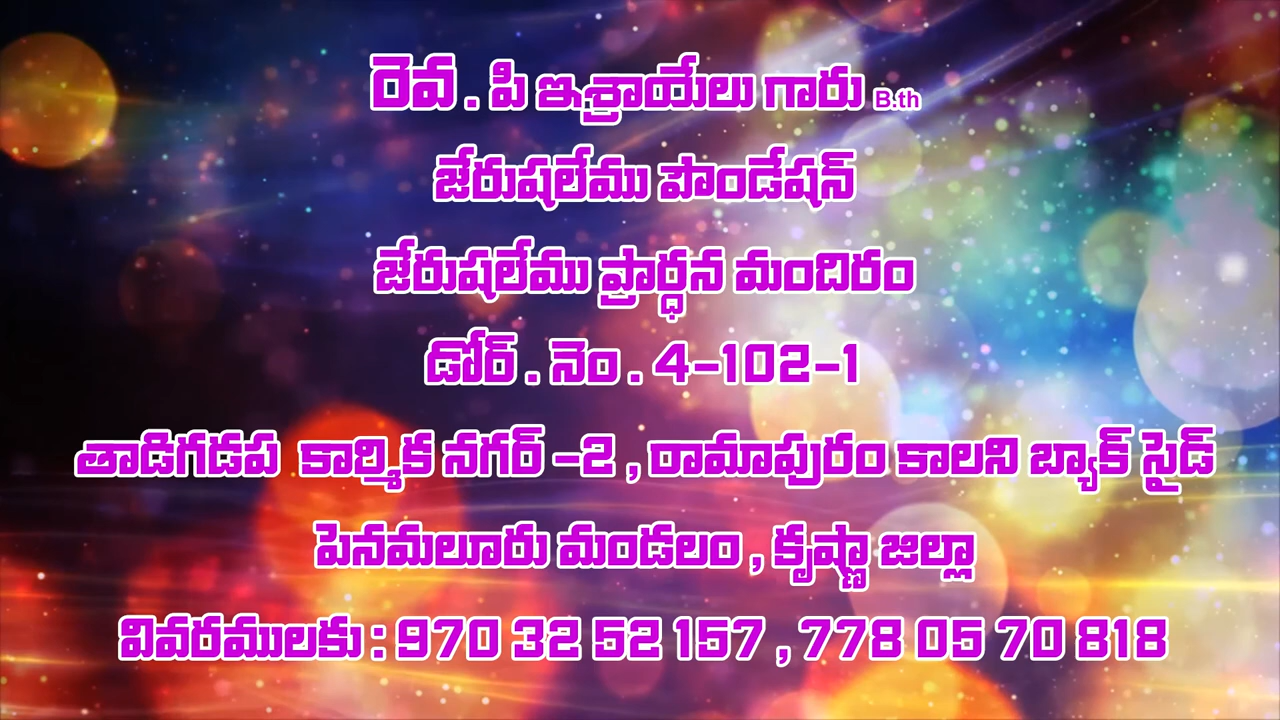 రెవ . పి ఇశ్రాయేలు గారు B.th
జేరుషలేము పౌండేషన్
జేరుషలేము ప్రార్ధన మందిరం
డోర్ . నెం . 4-102-1
తాడిగడప కార్మిక నగర్ -2 , రామాపురం కాలని బ్యాక్ సైడ్
పెనమలూరు మండలం , కృష్ణా జిల్లా
వివరములకు : 970 32 52 157 , 778 05 70 818